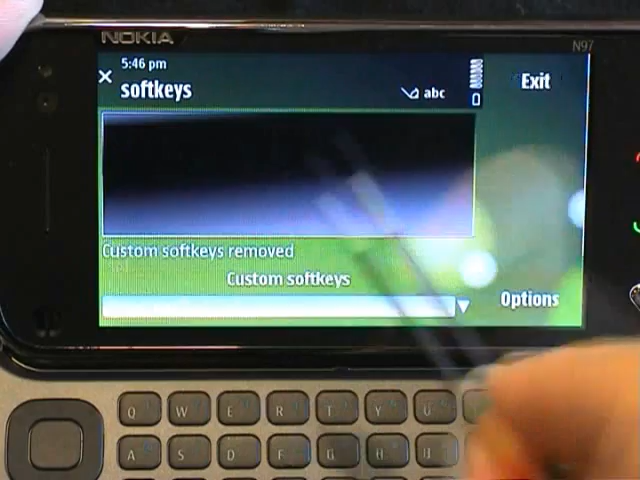 NOKIA
N97
5:46 pm
softkeys
abc
Exit
Custom softkeys removed
Custom softkeys
Options
Q W E R T Y U
A S D F G H